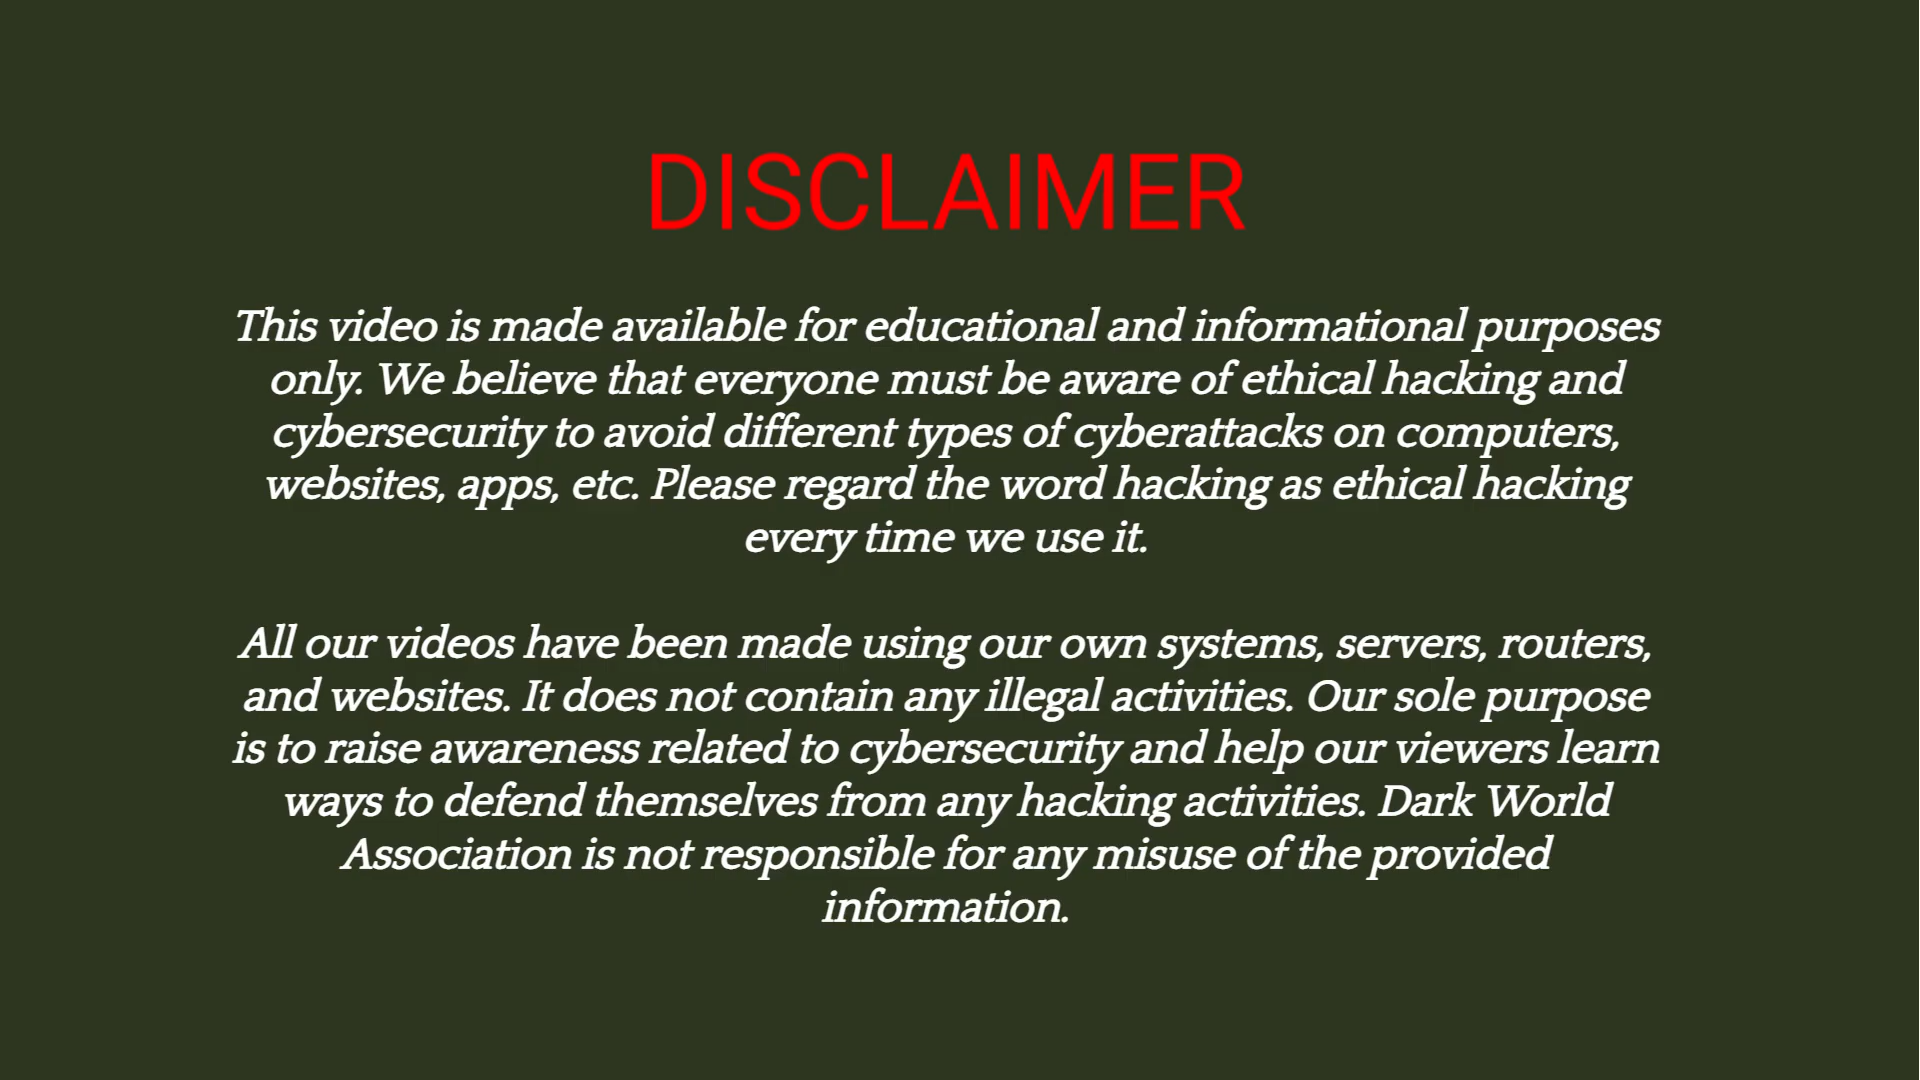 DISCLAIMER
This video is made available for educational and informational purposes
only. We believe that everyone must be aware of ethical hacking and
cybersecurity to avoid different types of cyberattacks on computers,
websites, apps, etc. Please regard the word hacking as ethical hacking
every time we use it.
All our videos have been made using our own systems, servers, routers,
and websites. It does not contain any illegal activities. Our sole purpose
is to raise awareness related to cybersecurity and help our viewers learn
ways to defend themselves from any hacking activities. Dark World
Association is not responsible for any misuse of the provided
information.